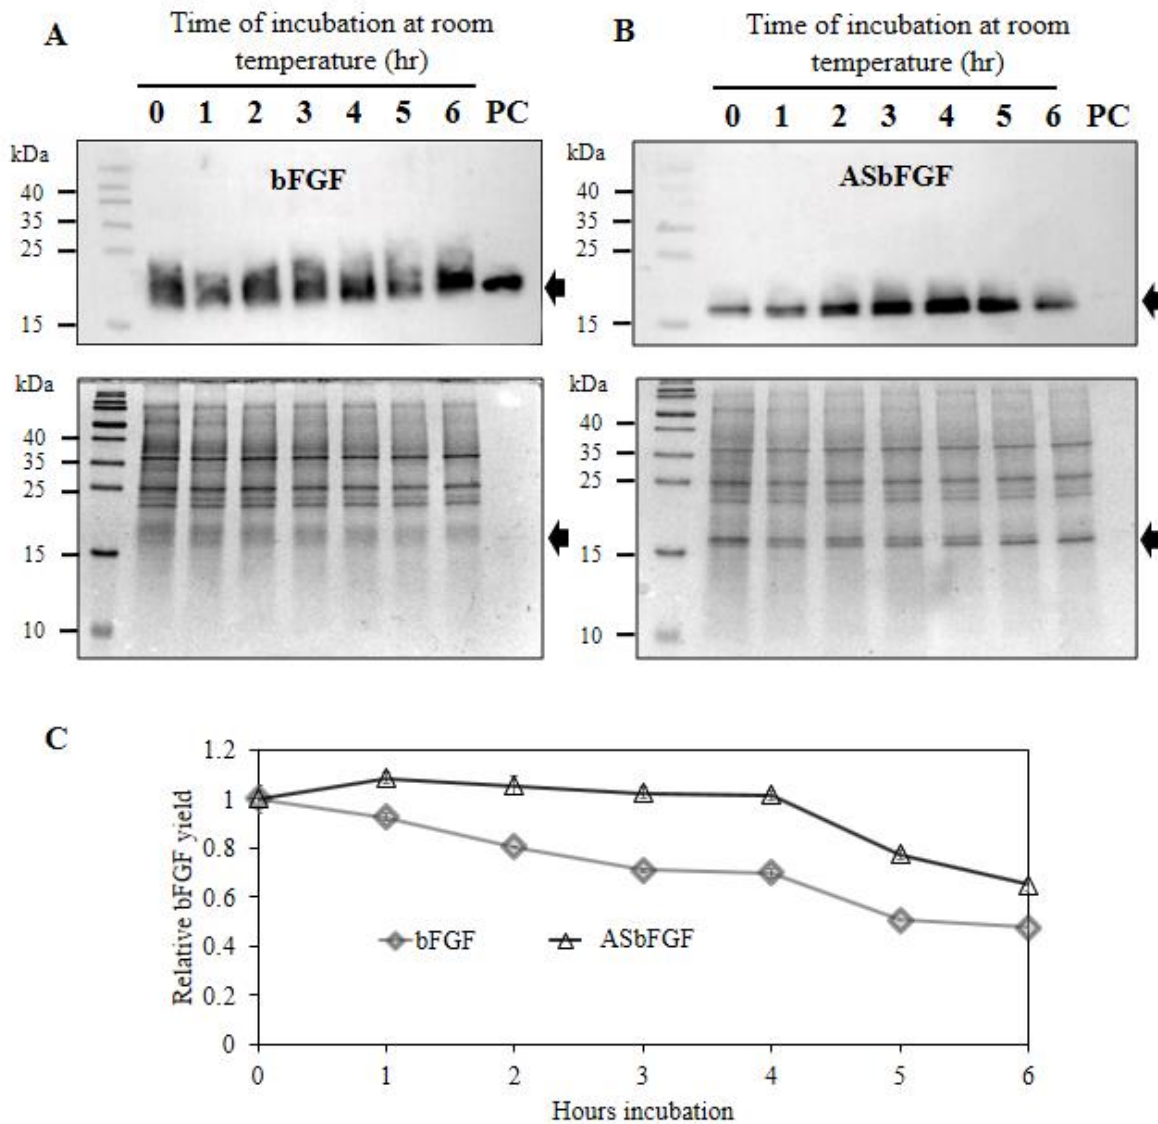 A
Time of incubation at room
temperature (hr)
0 1 2 3 4 5 6 PC
kDa
bFGF
40
35
25
15
kDa
40
35
25
15
10
B
Time of incubation at room
temperature (hr)
0 1 2 3 4 5 6 PC
kDa
ASbFGF
40
35
25
15
kDa
40
35
25
15
10
C
Relative bFGF yield
1.2
1
0.8
0.6
0.4
0.2
0
bFGF ASbFGF
0 1 2 3 4 5 6
Hours incubation